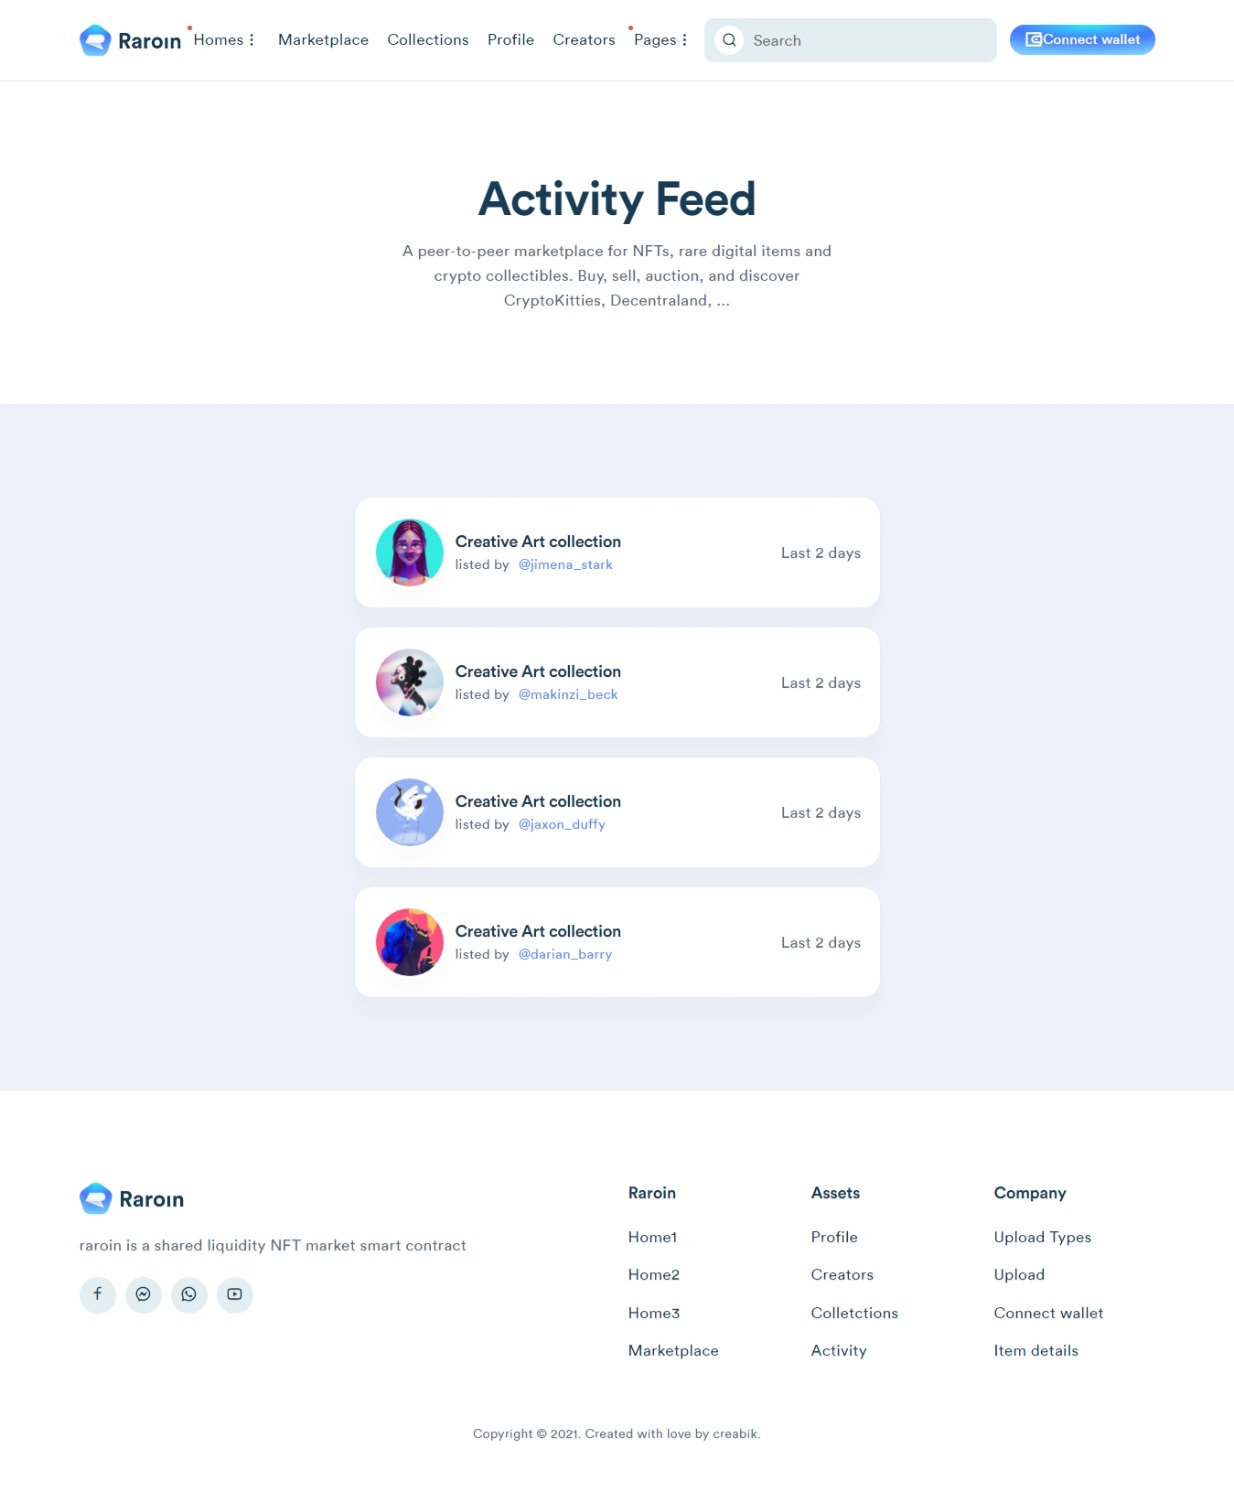 Raroin
Homes
Marketplace
Collections
Profile
Creators
Pages
Search
Connect wallet
Activity Feed
A peer-to-peer marketplace for NFTs, rare digital items and
crypto collectibles. Buy, sell, auction, and discover
CryptoKitties, Decentraland, ...
Creative Art collection
listed by @jimena_stark
Last 2 days
Creative Art collection
listed by @makinzi_beck
Last 2 days
Creative Art collection
listed by @jaxon_duffy
Last 2 days
Creative Art collection
listed by @darian_barry
Last 2 days
Raroin
raroin is a shared liquidity NFT market smart contract
Raroin
Home1
Home2
Home3
Marketplace
Assets
Profile
Creators
Colletctions
Activity
Company
Upload Types
Upload
Connect wallet
Item details
Copyright © 2021. Created with love by creabik.